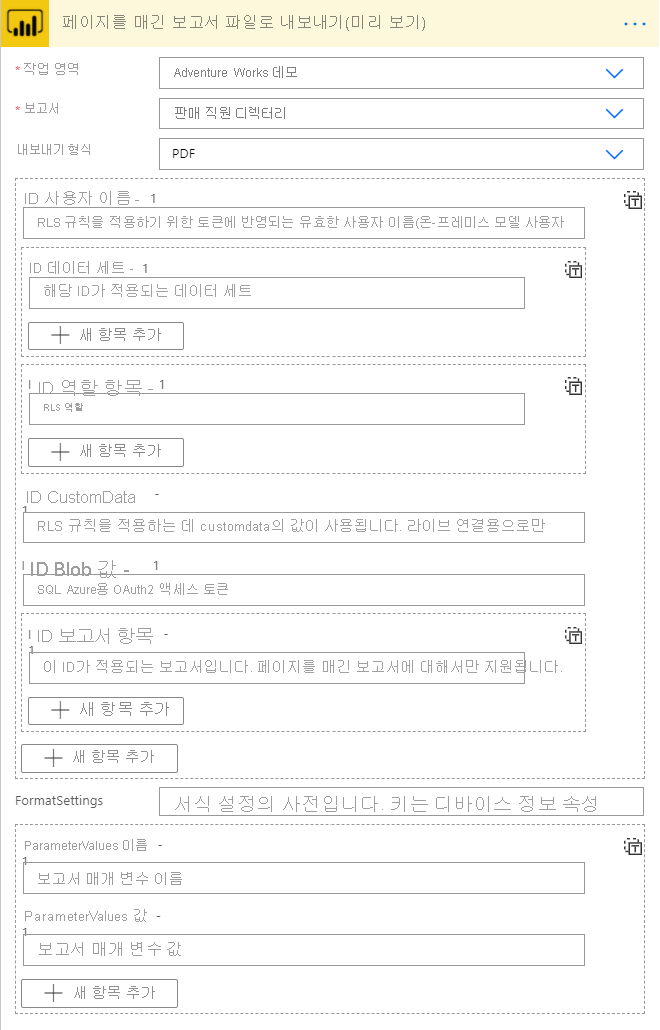 페이지를 매긴 보고서 파일로 내보내기(미리 보기)
* 작업 영역
Adventure Works 데모
* 보고서
판매 직원 디렉터리
내보내기 형식
PDF
ID 사용자 이름 - 1
RLS 규칙을 적용하기 위한 토큰에 반영되는 유효한 사용자 이름(온-프레미스 모델 사용자
ID 데이터 세트 - 1
해당 ID가 적용되는 데이터 세트
새 항목 추가
ID 역할 항목 - 1
RLS 역할
새 항목 추가
ID CustomData -
1
RLS 규칙을 적용하는 데 customdata의 값이 사용됩니다. 라이브 연결용으로만
ID Blob 값 - 1
SQL Azure용 OAuth2 액세스 토큰
ID 보고서 항목 -
1
이 ID가 적용되는 보고서입니다. 페이지를 매긴 보고서에 대해서만 지원됩니다.
새 항목 추가
새 항목 추가
FormatSettings
서식 설정의 사전입니다. 키는 디바이스 정보 속성
ParameterValues 이름 -
1
보고서 매개 변수 이름
ParameterValues 값 -
1
보고서 매개 변수 값
새 항목 추가